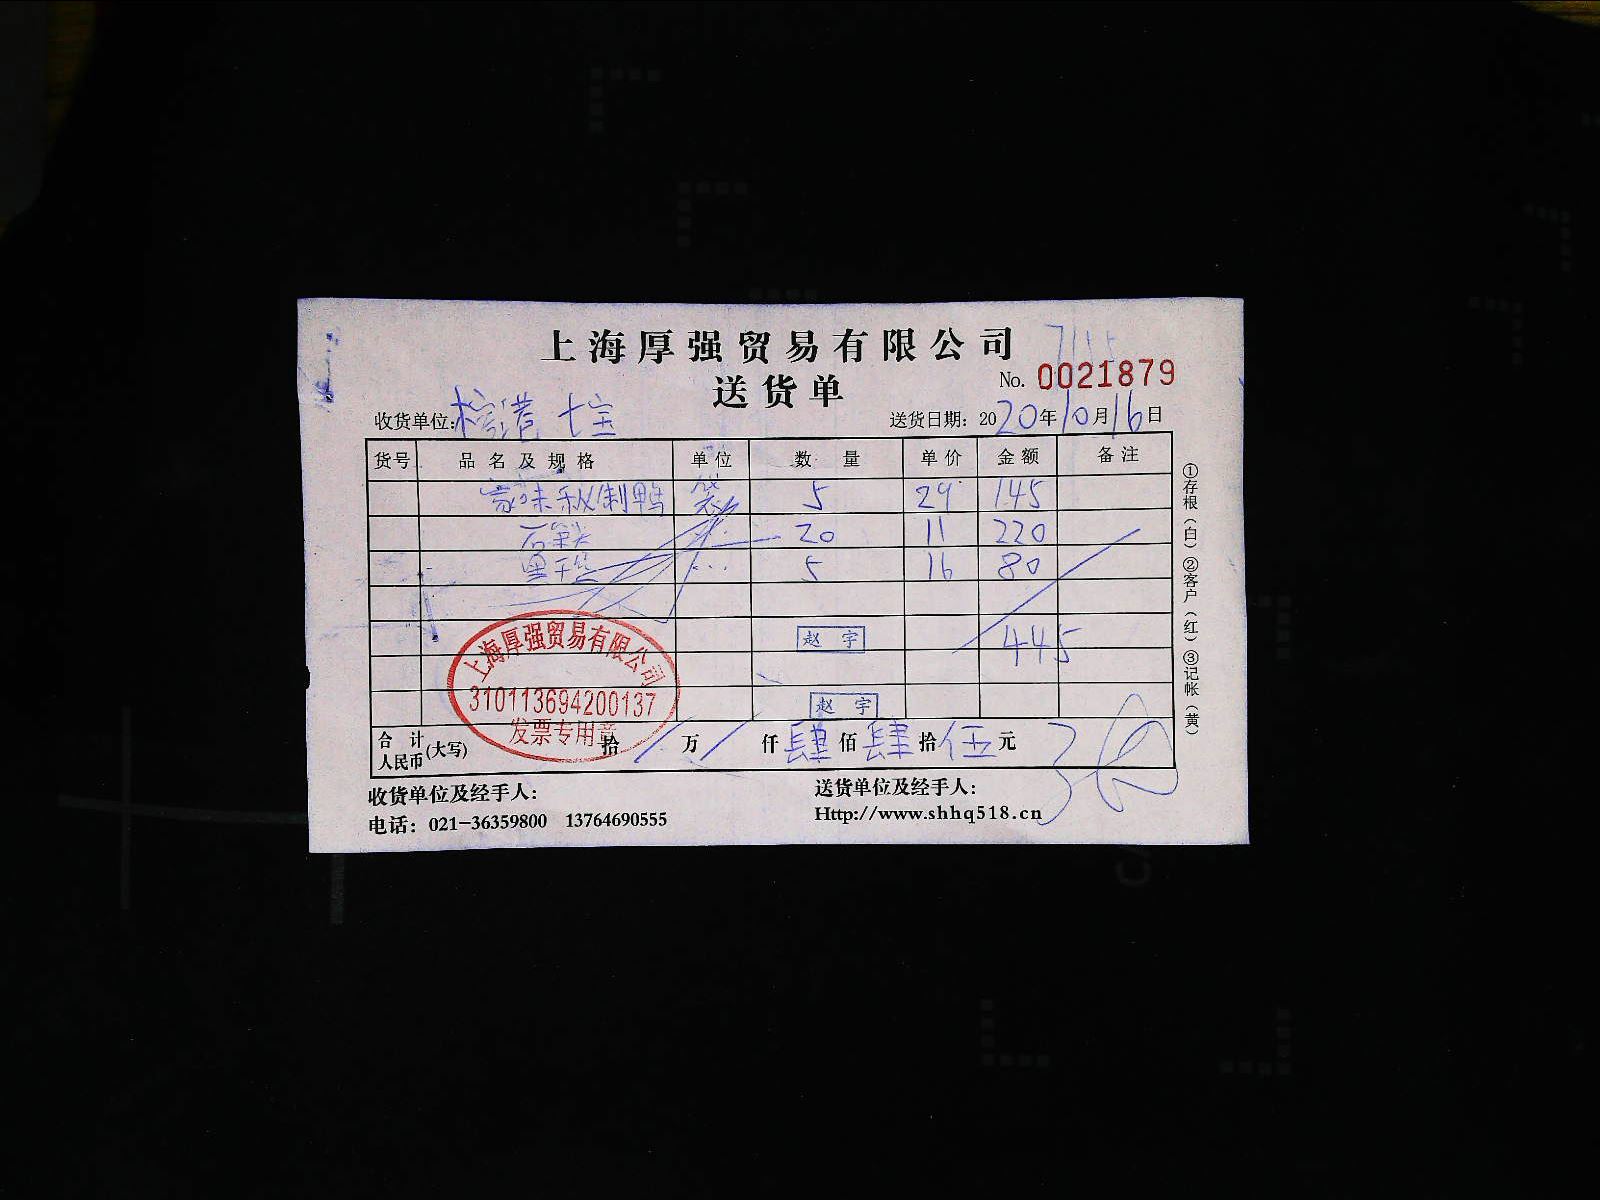 上海厚强贸易有限公司
送货单
No. 0021879
收货单位: 七宝
送货日期: 2020年10月16日
货号 品名及规格 单位 数量 单价 金额 备注
制鸭 袋 5 29 145
20 11 220
5 16 80
赵宇
445
赵宇
上海厚强贸易有限公司
310113694200137
发票专用章
合计人民币(大写) 拾 万 仟 肆 佰 肆 拾 伍 元
收货单位及经手人:
送货单位及经手人:
电话: 021-36359800 13764690555
Http://www.shhq518.cn
①存根(白) ②客户(红) ③记帐(黄)